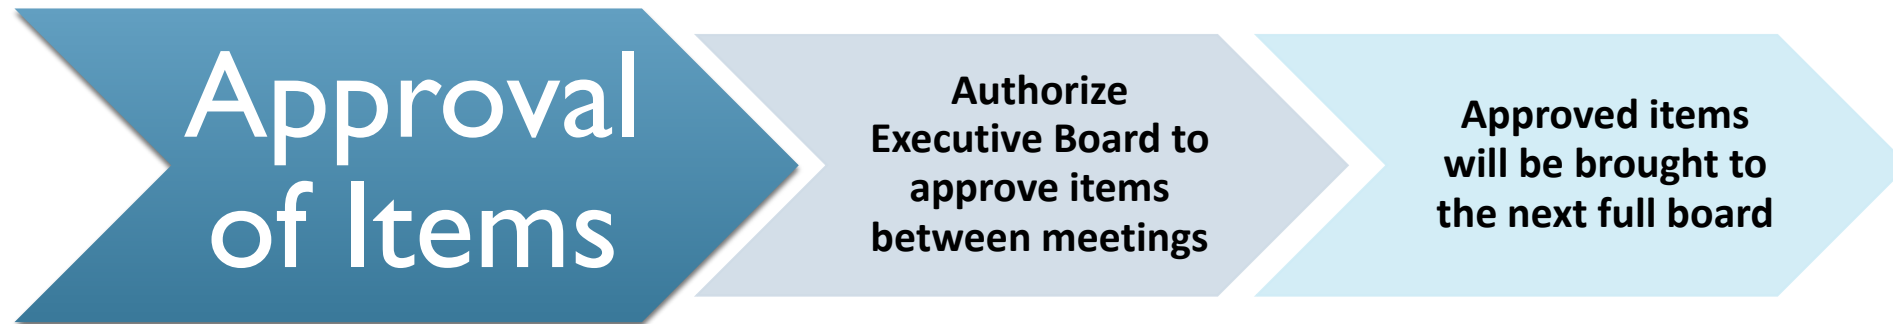 Approval
of Items
Authorize
Executive Board to
approve items
between meetings
Approved items
will be brought to
the next full board